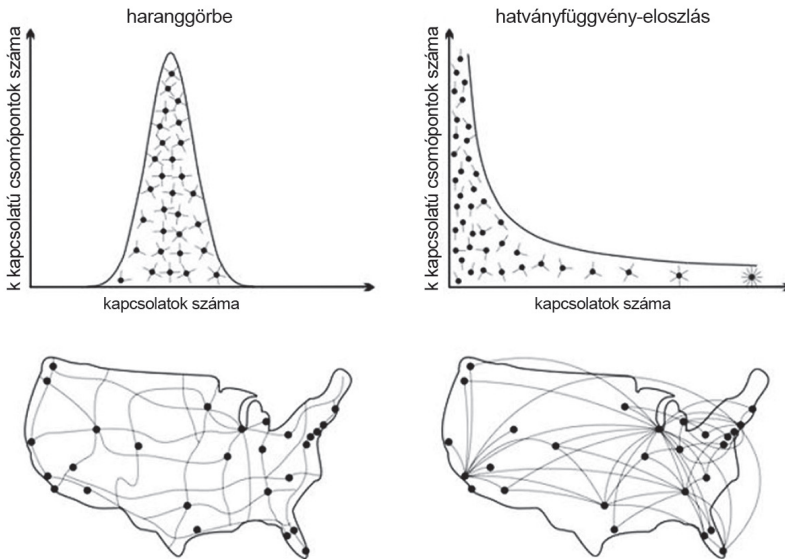 haranggörbe
k kapcsolatú csomópontok száma
kapcsolatok száma
hatványfüggvény-eloszlás
k kapcsolatú csomópontok száma
kapcsolatok száma